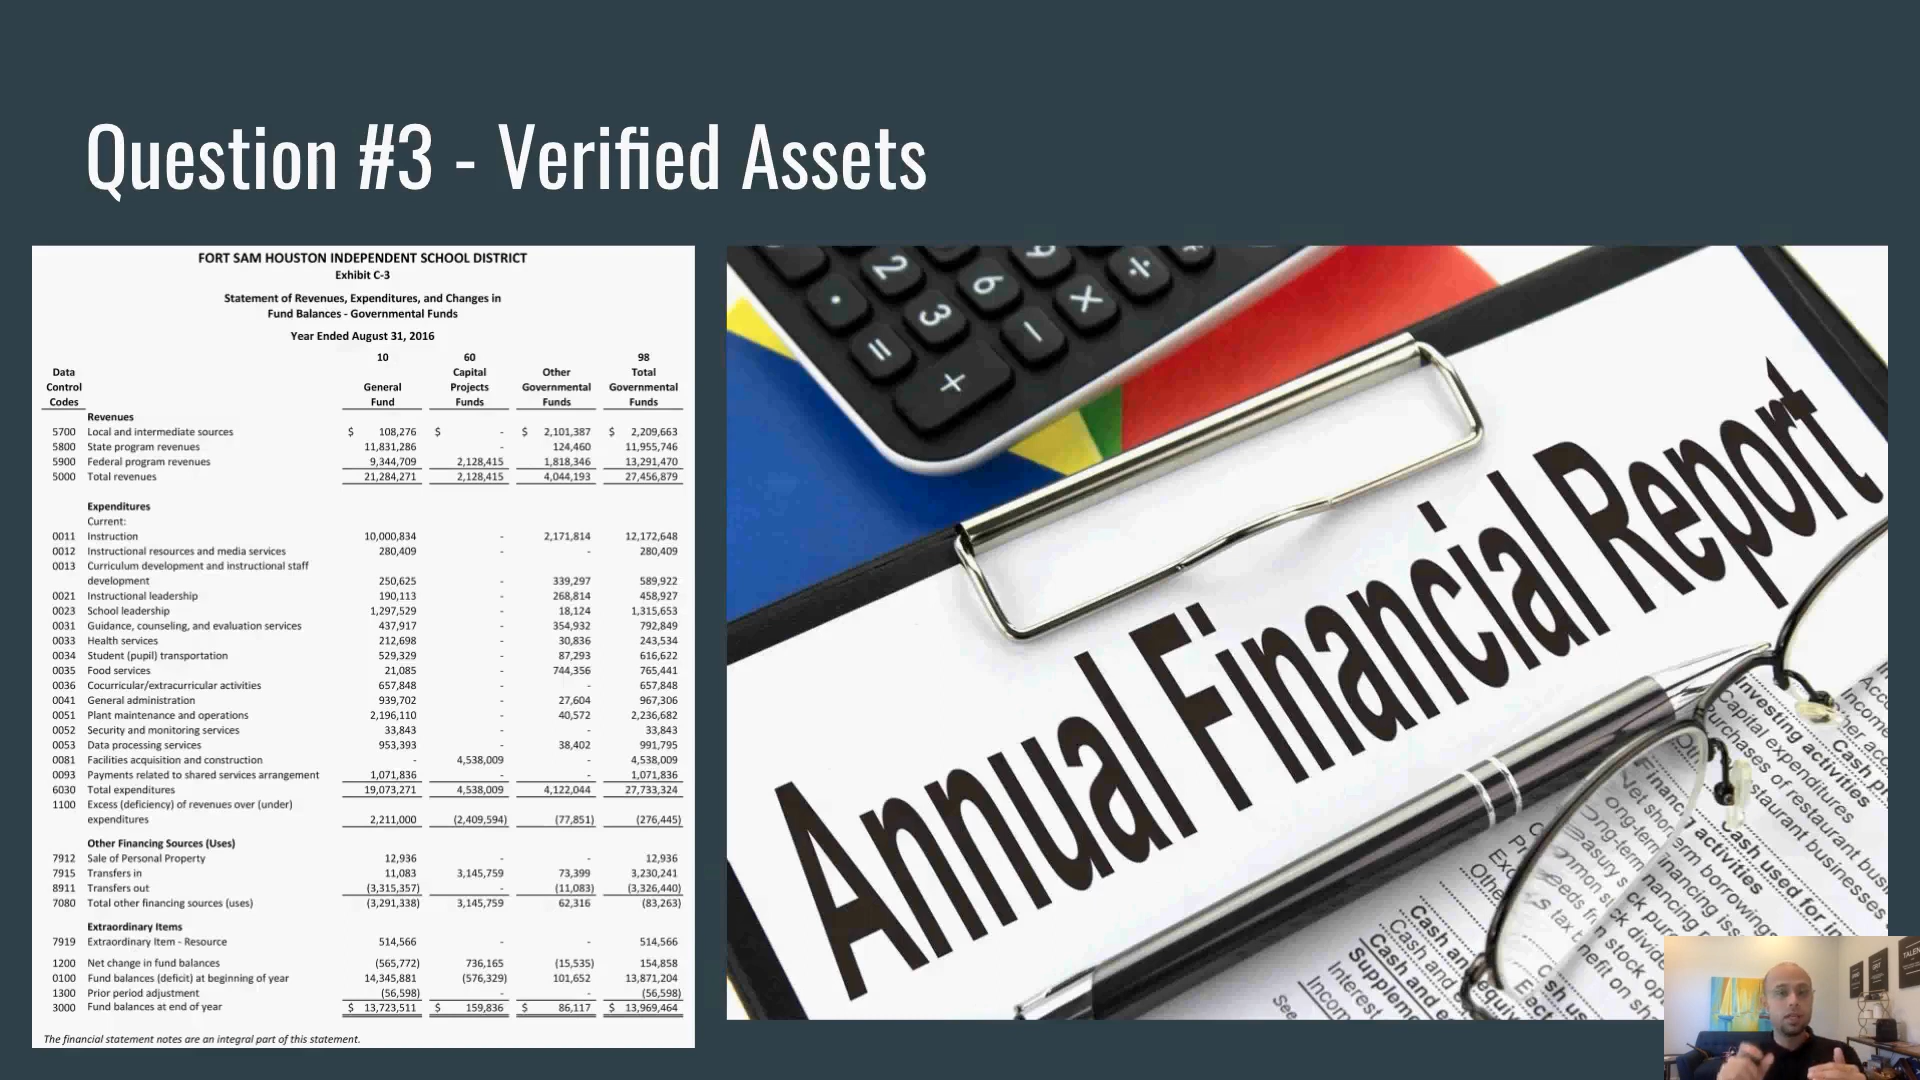 Question #3 - Verified Assets
FORT SAM HOUSTON INDEPENDENT SCHOOL DISTRICT
Exhibit C-3
Statement of Revenues, Expenditures, and Changes in
Fund Balances - Governmental Funds
Year Ended August 31, 2016
10 60 98
Data Capital Other Total
Control General Projects Governmental Governmental
Codes Fund Funds Funds Funds
Revenues
5700 Local and intermediate sources $ 108,276 $ - $ 2,101,387 $ 2,209,663
5800 State program revenues 11,831,286 - 124,460 11,955,746
5900 Federal program revenues 9,344,709 2,128,415 1,818,346 13,291,470
5000 Total revenues 21,284,271 2,128,415 4,044,193 27,456,879
Expenditures
Current:
0011 Instruction 10,000,834 - 2,171,814 12,172,648
0012 Instructional resources and media services 280,409 - - 280,409
0013 Curriculum development and instructional staff
development 250,625 - 339,297 589,922
0021 Instructional leadership 190,113 - 268,814 458,927
0023 School leadership 1,297,529 - 18,124 1,315,653
0031 Guidance, counseling, and evaluation services 437,917 - 354,932 792,849
0033 Health services 212,698 - 30,836 243,534
0034 Student (pupil) transportation 529,329 - 87,293 616,622
0035 Food services 21,085 - 744,356 765,441
0036 Cocurricular/extracurricular activities 657,848 - - 657,848
0041 General administration 939,702 - 27,604 967,306
0051 Plant maintenance and operations 2,196,110 - 40,572 2,236,682
0052 Security and monitoring services 33,843 - - 33,843
0053 Data processing services 953,393 - 38,402 991,795
0081 Facilities acquisition and construction - 4,538,009 - 4,538,009
0093 Payments related to shared services arrangement 1,071,836 - - 1,071,836
6030 Total expenditures 19,073,271 4,538,009 4,122,044 27,733,324
1100 Excess (deficiency) of revenues over (under)
expenditures 2,211,000 (2,409,594) (77,851) (276,445)
Other Financing Sources (Uses)
7912 Sale of Personal Property 12,936 - - 12,936
7915 Transfers in 11,083 3,145,759 73,399 3,230,241
8911 Transfers out (3,315,357) - (11,083) (3,326,440)
7080 Total other financing sources (uses) (3,291,338) 3,145,759 62,316 (83,263)
Extraordinary Items
7919 Extraordinary Item - Resource 514,566 - - 514,566
1200 Net change in fund balances (565,772) 736,165 (15,535) 154,858
0100 Fund balances (deficit) at beginning of year 14,345,881 (576,329) 101,652 13,871,204
1300 Prior period adjustment (56,598) - - (56,598)
3000 Fund balances at end of year $ 13,723,511 $ 159,836 $ 86,117 $ 13,969,464
The financial statement notes are an integral part of this statement.
2 6 ÷
. 3 − ×
= +
Annual Financial Report
Investing activities
Capital expenditures
Purchases of restaurant
Cash used for
activities
Interest